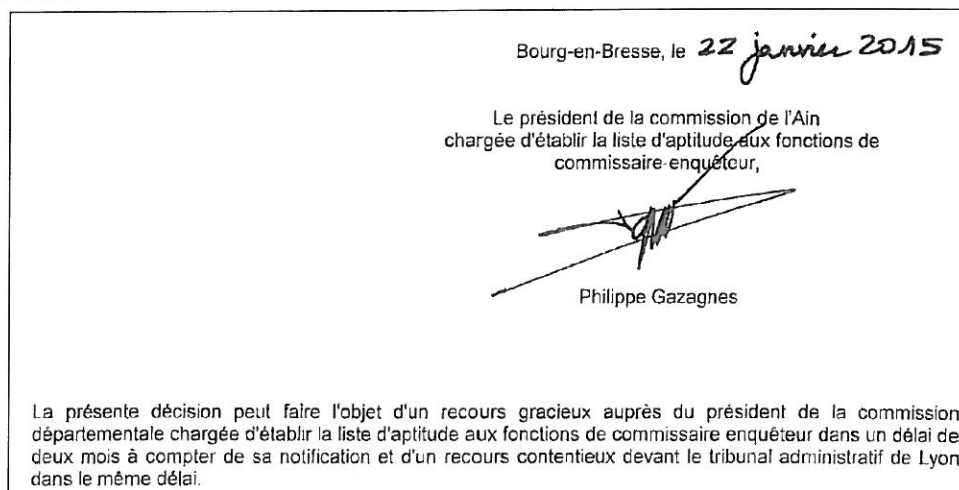 Bourg-en-Bresse, le 22 janvier 2015
Le président de la commission de l'Ain
chargée d'établir la liste d'aptitude aux fonctions de
commissaire-enquêteur,
Philippe Gazagnes
La présente décision peut faire l'objet d'un recours gracieux auprès du président de la commission
départementale chargée d'établir la liste d'aptitude aux fonctions de commissaire enquêteur dans un délai de
deux mois à compter de sa notification et d'un recours contentieux devant le tribunal administratif de Lyon
dans le même délai.